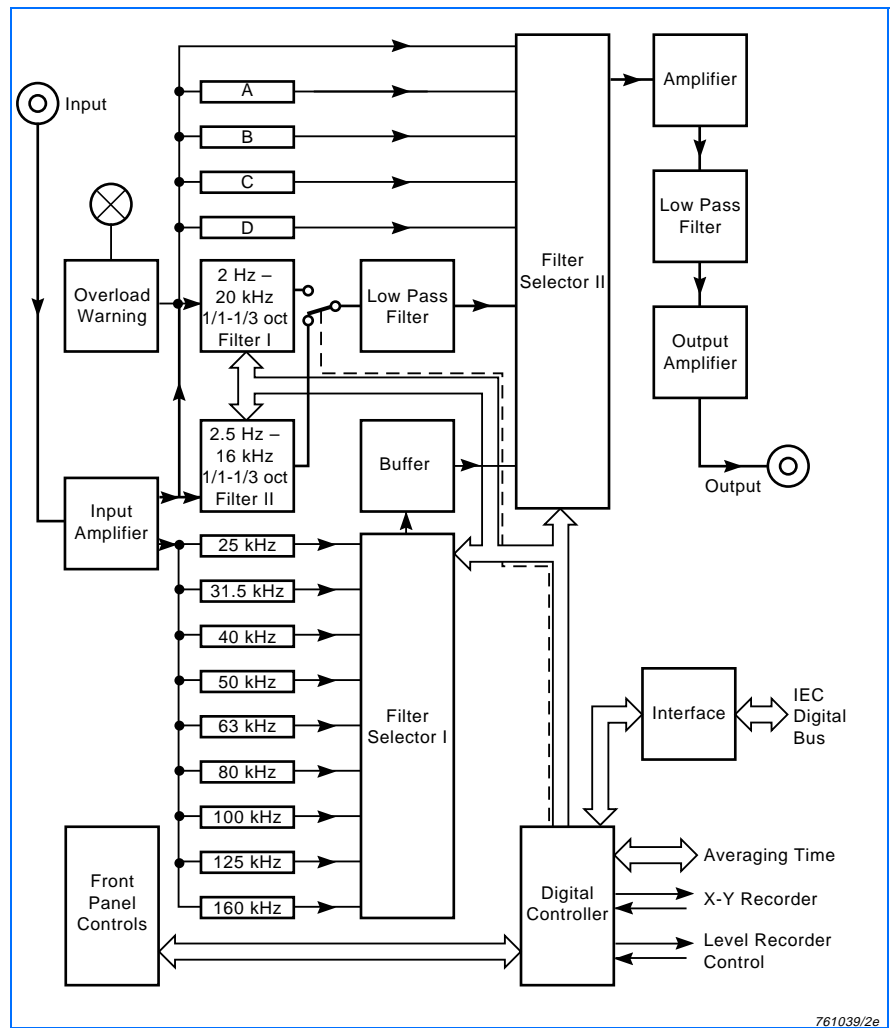 Input
A
B
C
D
Amplifier
Low Pass
Filter
Output
Amplifier
Output
Filter
Selector II
Overload
Warning
2 Hz –
20 kHz
1/1-1/3 oct
Filter I
Low Pass
Filter
2.5 Hz –
16 kHz
1/1-1/3 oct
Filter II
Buffer
Input
Amplifier
25 kHz
31.5 kHz
40 kHz
50 kHz
63 kHz
80 kHz
100 kHz
125 kHz
160 kHz
Filter
Selector I
Interface
IEC
Digital
Bus
Front
Panel
Controls
Digital
Controller
Averaging Time
X-Y Recorder
Level Recorder
Control
761039/2e